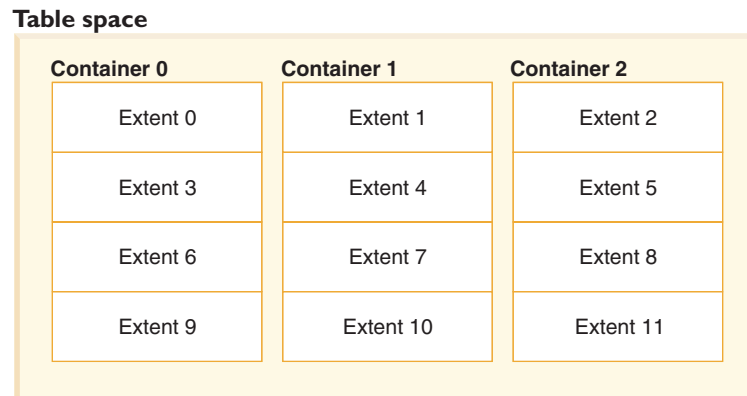 Table space
Container 0 Container 1 Container 2
Extent 0 Extent 1 Extent 2
Extent 3 Extent 4 Extent 5
Extent 6 Extent 7 Extent 8
Extent 9 Extent 10 Extent 11